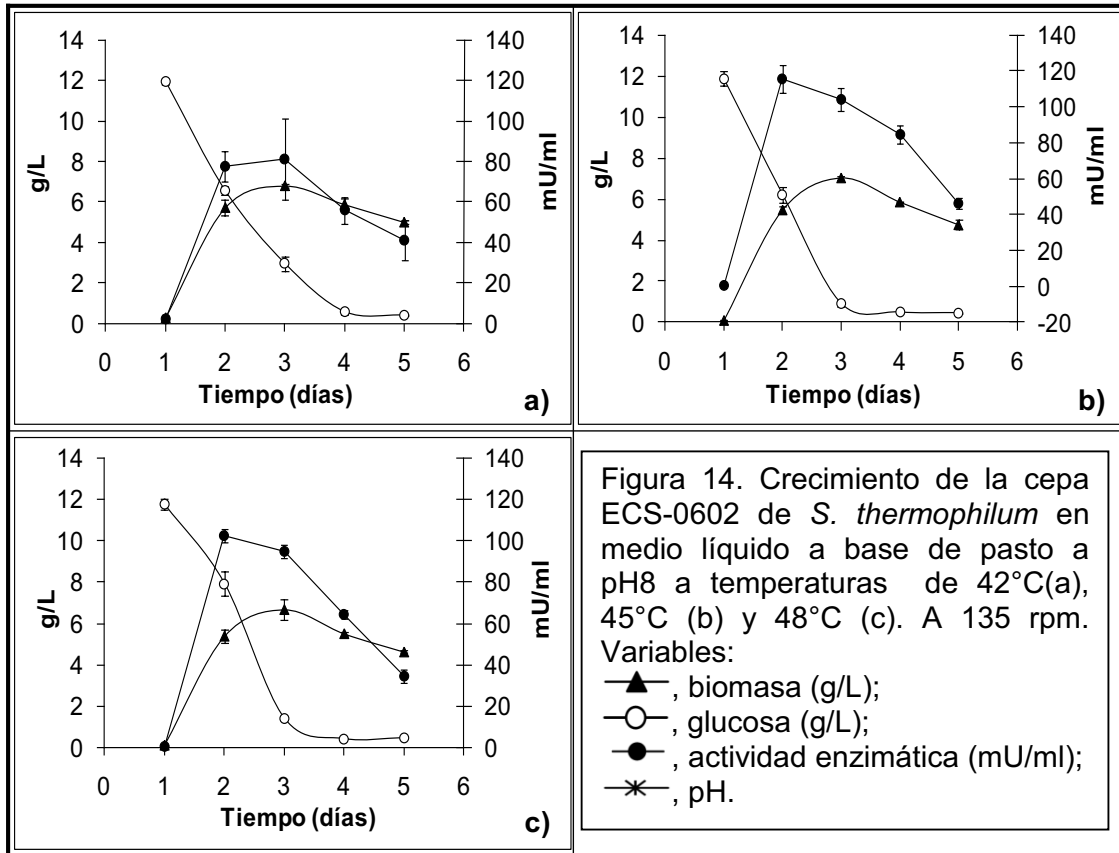 14
12
10
8
6
4
2
0
g/L
140
120
100
80
60
40
20
0
mU/ml
0 1 2 3 4 5 6
Tiempo (días)
a)
14
12
10
8
6
4
2
0
g/L
140
120
100
80
60
40
20
0
-20
mU/ml
0 1 2 3 4 5 6
Tiempo (días)
b)
14
12
10
8
6
4
2
0
g/L
140
120
100
80
60
40
20
0
mU/ml
0 1 2 3 4 5 6
Tiempo (días)
c)
Figura 14. Crecimiento de la cepa
ECS-0602 de S. thermophilum en
medio líquido a base de pasto a
pH8 a temperaturas de 42°C(a),
45°C (b) y 48°C (c). A 135 rpm.
Variables:
, biomasa (g/L);
, glucosa (g/L);
, actividad enzimática (mU/ml);
, pH.